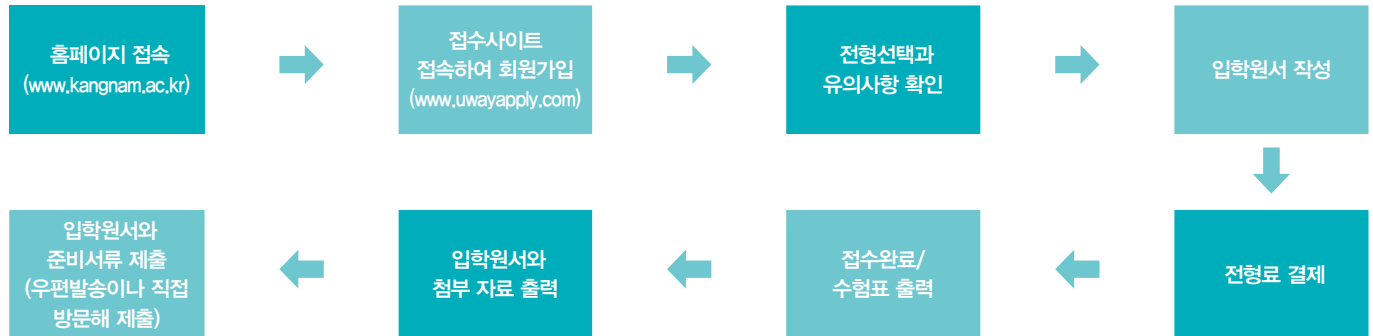 홈페이지 접속
(www.kangnam.ac.kr)
접수사이트
접속하여 회원가입
(www.uwayapply.com)
전형선택과
유의사항 확인
입학원서 작성
전형료 결제
접수완료/
수험표 출력
입학원서와
첨부 자료 출력
입학원서와
준비서류 제출
(우편발송이나 직접
방문해 제출)